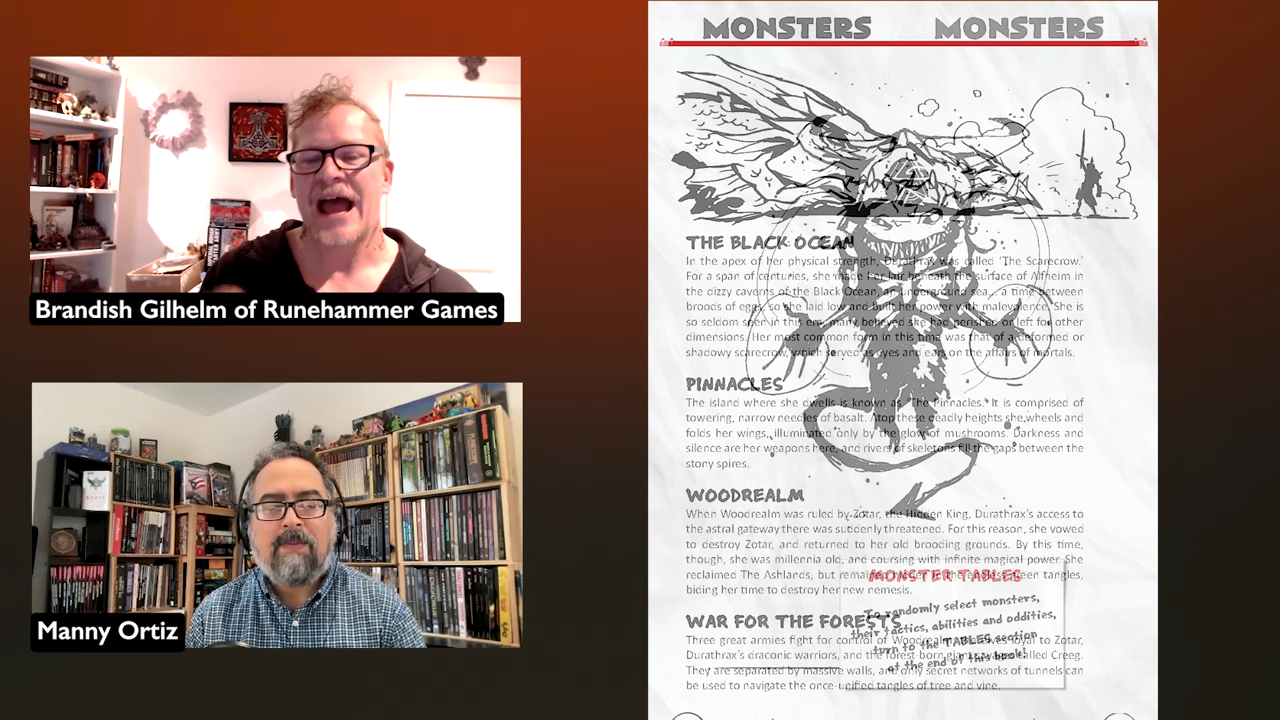 MONSTERS
MONSTERS
THE BLACK OCEAN
In the apex of her physical strength, Durathrax was called 'The Scarecrow.'
For a span of centuries, she made her lair beneath the surface of Alfheim in
the dizzy caverns of the Black Ocean, an underground sea... a time between
broods of eggs, so she laid low and built her power with malevolence. She is
so seldom seen in this era, many believed she had perished or left for other
dimensions. Her most common form in this time was that of a deformed or
shadowy scarecrow, which served as eyes and ears on the affairs of mortals.
PINNACLES
The island where she dwells is known as 'The Pinnacles.' It is comprised of
towering, narrow needles of basalt. Atop these deadly heights she wheels and
folds her wings, illuminated only by the glow of mushrooms. Darkness and
silence are her weapons here, and rivers of skeletons fill the gaps between the
stony spires.
WOODREALM
When Woodrealm was ruled by Zotar, the Hidden King, Durathrax's access to
the astral gateway there was suddenly threatened. For this reason, she vowed
to destroy Zotar, and returned to her old brooding grounds. By this time,
though, she was millennia old, and coursing with infinite magical power. She
reclaimed The Ashlands, but remained in the green tangles,
biding her time to destroy her new nemesis.
MONSTER TABLES
To randomly select monsters,
their tactics, abilities and oddities,
turn to the TABLES section
at the end of this book!
WAR FOR THE FORESTS
Three great armies fight for control of Woodrealm: loyal to Zotar,
Durathrax's draconic warriors, and the forest-born giants called Creeg.
They are separated by massive walls, and only secret networks of tunnels can
be used to navigate the once-unified tangles of tree and vine.
Brandish Gilhelm of Runehammer Games
Manny Ortiz